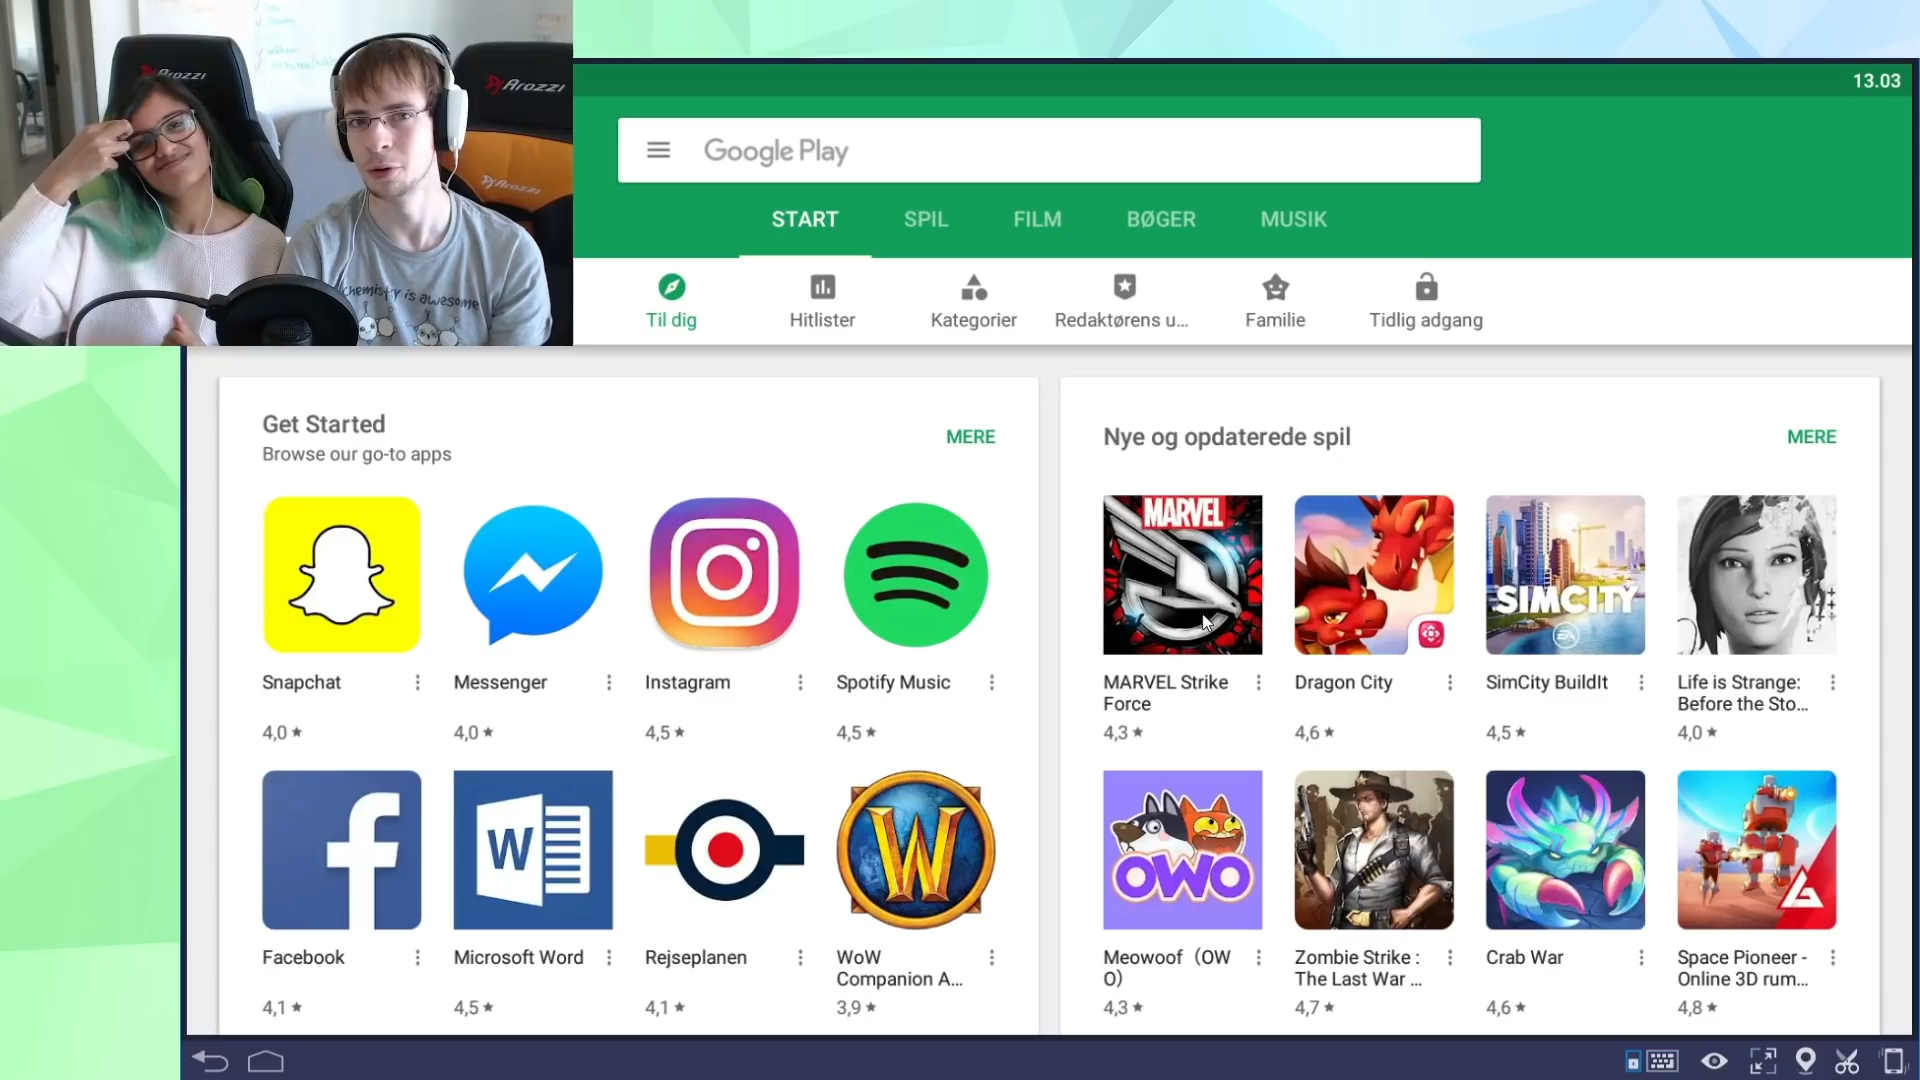 Arozzi
Arozzi
Arozzi
chemistry is awesome
13.03
Google Play
START
SPIL
FILM
BØGER
MUSIK
Til dig
Hitlister
Kategorier
Redaktørens u...
Familie
Tidlig adgang
Get Started
Browse our go-to apps
MERE
Snapchat
Messenger
Instagram
Spotify Music
4,0 ★
4,0 ★
4,5 ★
4,5 ★
f
W
W
Facebook
Microsoft Word
Rejseplanen
WoW
Companion A...
4,1 ★
4,5 ★
4,1 ★
3,9 ★
Nye og opdaterede spil
MERE
MARVEL
SIMCITY
EA
MARVEL Strike
Force
Dragon City
SimCity BuildIt
Life is Strange:
Before the Sto...
4,3 ★
4,6 ★
4,5 ★
4,0 ★
OWO
Meowoof（OW
O)
Zombie Strike :
The Last War ...
Crab War
Space Pioneer -
Online 3D rum...
4,3 ★
4,7 ★
4,6 ★
4,8 ★